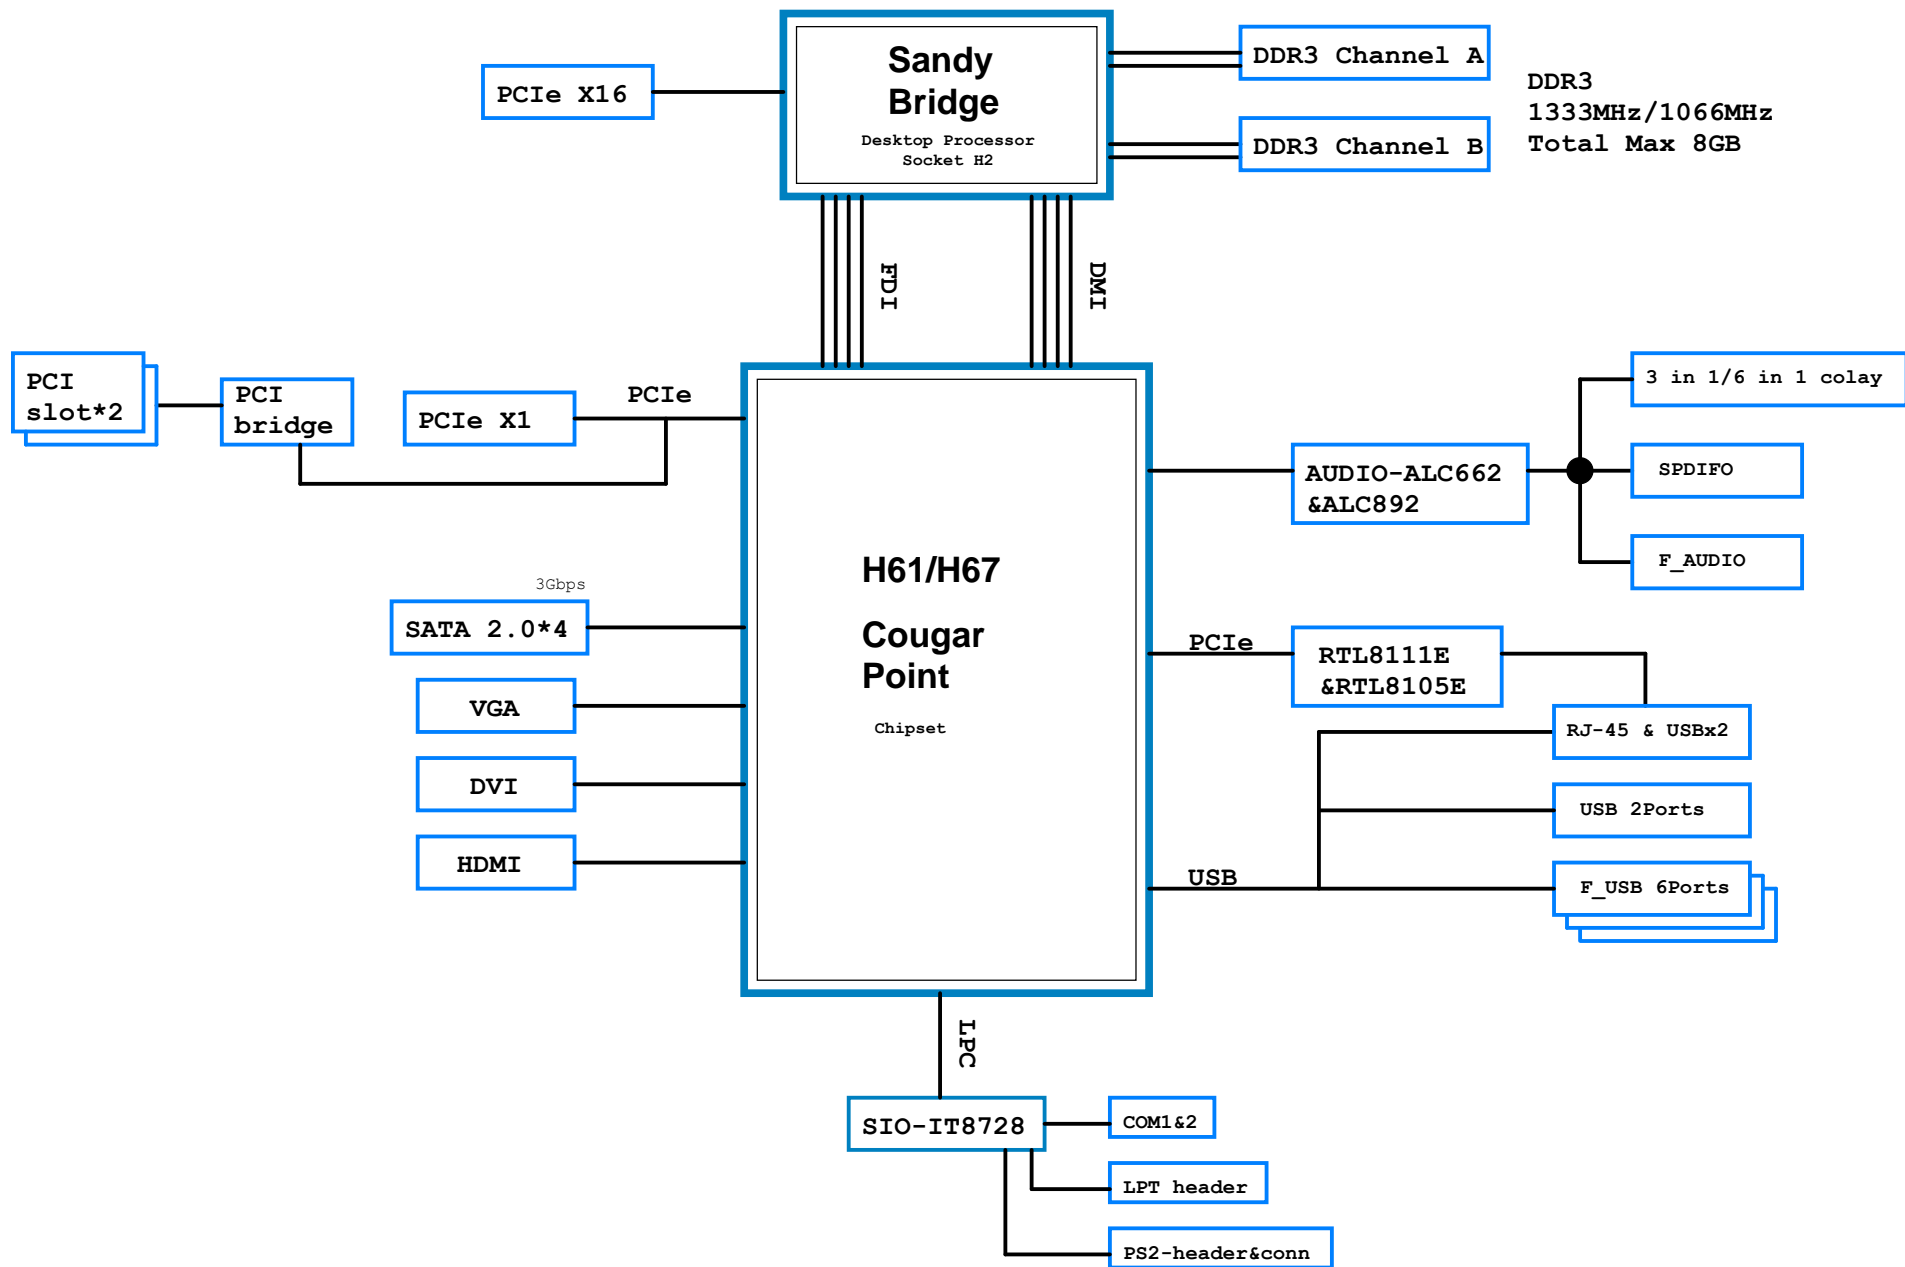 Sandy
Bridge
Desktop Processor
Socket H2
PCIe X16
DDR3 Channel A
DDR3 Channel B
DDR3
1333MHz/1066MHz
Total Max 8GB
FDI
DMI
PCI
slot*2
PCI
bridge
PCIe X1
PCIe
3Gbps
SATA 2.0*4
VGA
DVI
HDMI
H61/H67
Cougar
Point
Chipset
AUDIO-ALC662
&ALC892
3 in 1/6 in 1 colay
SPDIFO
F_AUDIO
PCIe
RTL8111E
&RTL8105E
RJ-45 & USBx2
USB 2Ports
USB
F_USB 6Ports
LPC
SIO-IT8728
COM1&2
LPT header
PS2-header&conn